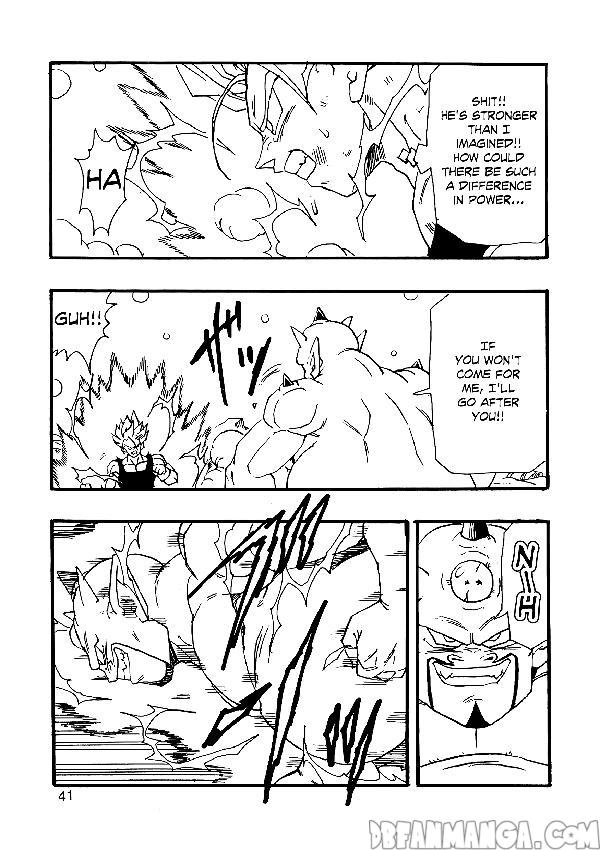 SHIT!!
HE'S STRONGER
THAN I
IMAGINED!!
HOW COULD
THERE BE SUCH
A DIFFERENCE
IN POWER...
HA
GUH!!
IF
YOU WON'T
COME FOR
ME, I'LL
GO AFTER
YOU!!
NIH
41
DBFANMANGA.COM